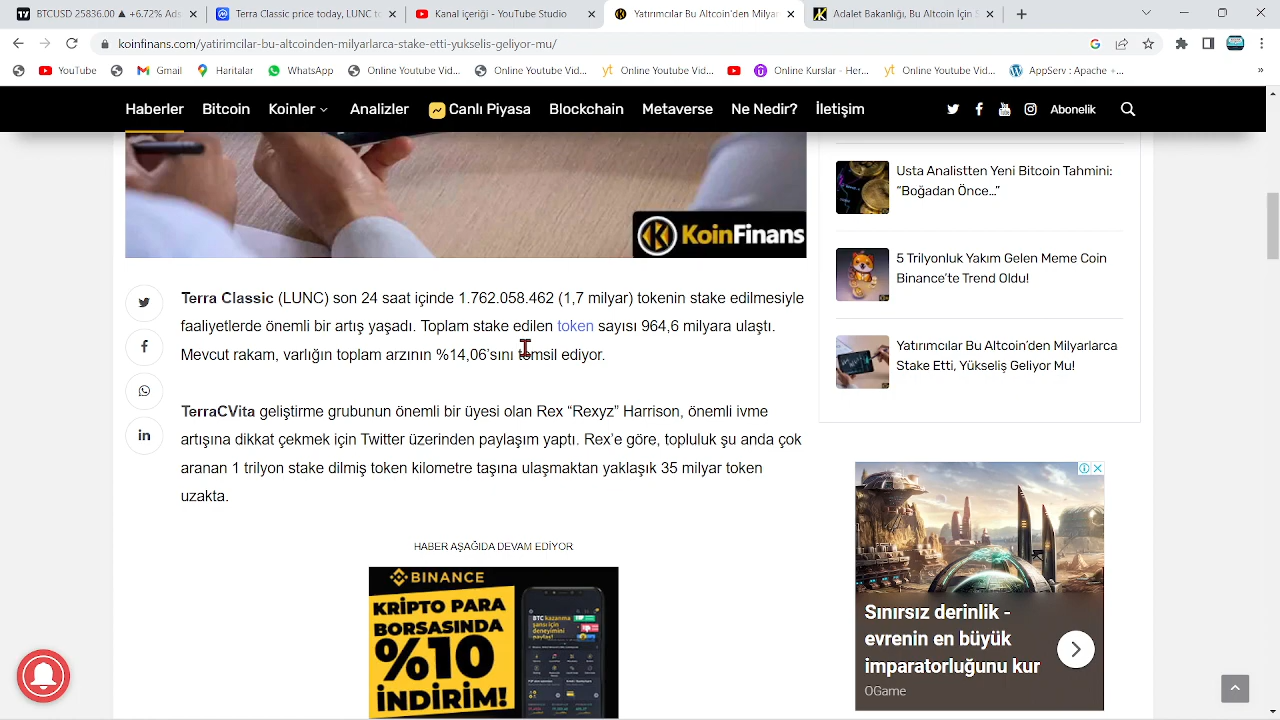 BTCUSD 25836.00 ▲ +6.73% Ads
Terra Classic (LUNC) Fiyatı, L
Kanal içeriği - YouTube Studio
Yatırımcılar Bu Altcoin'den Milyar
Adalet Bakanlığı, Bu Altcoin İçin S
koinfinans.com/yatirimcilar-bu-altcoinden-milyarlarca-stake-etti-yukselis-geliyor-mu/
YouTube
Gmail
Haritalar
WhatsApp
Online Youtube Vid...
Online Youtube Vid...
Online Youtube Vid...
Online Kurslar - Her...
Online Youtube Vid...
AppServ : Apache +...
Haberler
Bitcoin
Koinler
Analizler
Canlı Piyasa
Blockchain
Metaverse
Ne Nedir?
İletişim
Abonelik
KoinFinans
Terra Classic (LUNC) son 24 saat içinde 1.762.058.462 (1,7 milyar) tokenin stake edilmesiyle
faaliyetlerde önemli bir artış yaşadı. Toplam stake edilen token sayısı 964,6 milyara ulaştı.
Mevcut rakam, varlığın toplam arzının %14,06'sını temsil ediyor.
TerraCVita geliştirme grubunun önemli bir üyesi olan Rex “Rexyz” Harrison, önemli ivme
artışına dikkat çekmek için Twitter üzerinden paylaşım yaptı. Rex'e göre, topluluk şu anda çok
aranan 1 trilyon stake dilmiş token kilometre taşına ulaşmaktan yaklaşık 35 milyar token
uzakta.
HABER AŞAĞIDA DEVAM EDİYOR.
BINANCE
KRİPTO PARA
BORSASINDA
%10
İNDİRİM!
BTC kazanma
şansı için
deneyimini
paylaş!
Usta Analistten Yeni Bitcoin Tahmini:
“Boğadan Önce...”
5 Trilyonluk Yakım Gelen Meme Coin
Binance'te Trend Oldu!
Yatırımcılar Bu Altcoin'den Milyarlarca
Stake Etti, Yükseliş Geliyor Mu!
Sınırsız derinlik -
evrenin en büyük
imparatorluğunu kur
OGame